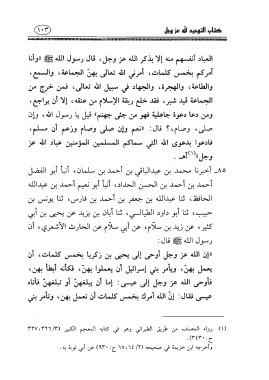 كتاب التوحيد لله عز وجل
١٠٣
العباد أنفسهم منه إلا بذكر الله عز وجل، قال رسول الله ﷺ «وأنا
آمركم بخمس كلمات، أمرني الله تعالى بهنّ الجماعة، والسمع،
والطاعة، والهجرة، والجهاد في سبيل الله تعالى، فمن خرج من
الجماعة قيد شبر، فقد خلع ربقة الإسلام من عنقه، إلا أن يراجع،
ومن دعا دعوة جاهلية فهو من جثى جهنم» قيل يا رسول الله، وإن
صلى، وصام،؟ قال: «نعم وإن صلى وصام وزعم أن مسلم،
فادعوا بدعوى الله التي سماكم المسلمين المؤمنين عباد الله عز
وجل»(١) أهـ .
٨٥ـ أخبرنا محمد بن عبدالباقي بن أحمد بن سلمان، أنبأ أبو الفضل
أحمد بن أحمد بن الحسن الحداد، أنبأ أبو نعيم أحمد بن عبدالله
الحافظ، ثنا عبدالله بن جعفر بن أحمد بن فارس، ثنا يونس بن
حبيب، ثنا أبو داود الطيالسي، ثنا أبان بن يزيد عن يحيى بن أبي
كثير، عن زيد بن سلام، عن أبي سلام عن الحارث الأشعري، أن
رسول الله ﷺ قال:
«إن الله عز وجل أوحى إلى يحيى بن زكريا بخمس كلمات، أن
يعمل بهنّ، ويأمر بني إسرائيل أن يعملوا بهنّ، فكأنه أبطأ بهن،
فأوحى الله عز وجل إلى عيسى: إما أن يبلغهنّ أو تبلغهنّ فأتاه
عيسى فقال: إنّ الله أمرك بخمس كلمات أن تعمل بهن، وتأمر بني
(١) رواه المصنف من طريق الطبراني وهو في كتابه المعجم الكبير (٣٢٦/٣، ٣٢٧
ح: ٣٤٣٠).
وأخرجه ابن خزيمة في صحيحه (٦٤/٢، ٦٥ ح: ٩٣٠) عن أبي توبة به.